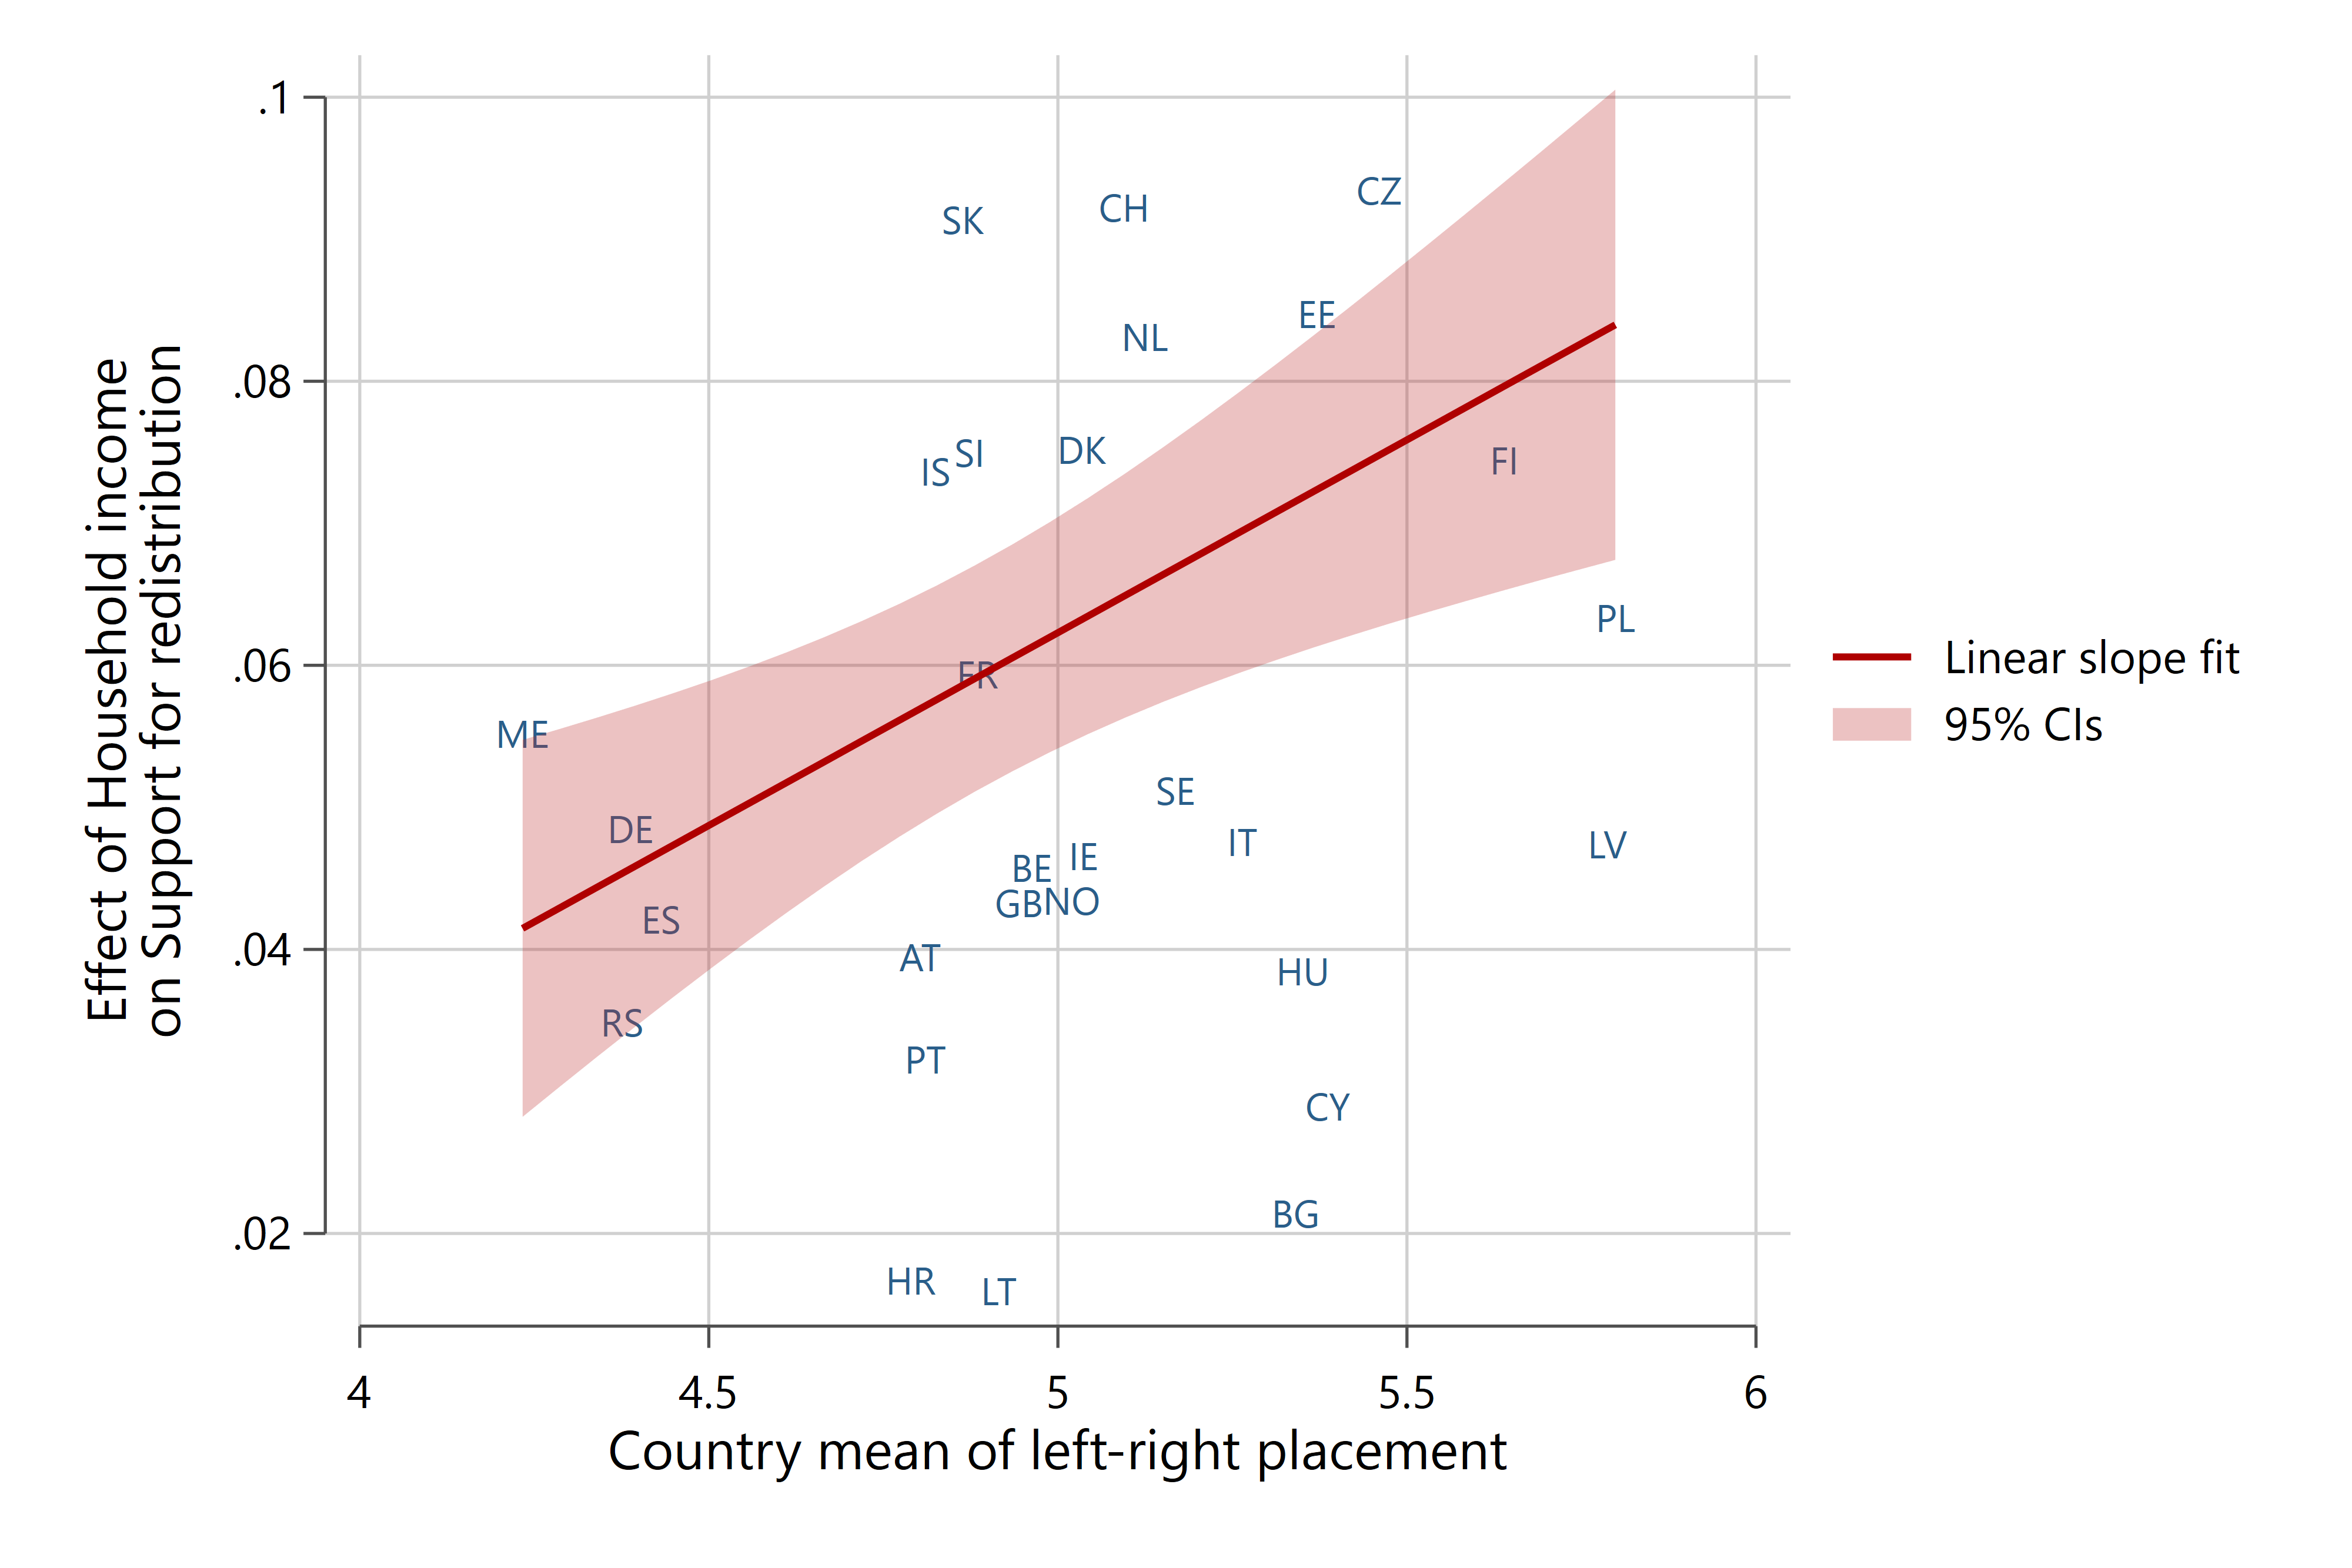 Effect of Household income
on Support for redistribution
.1
.08
.06
.04
.02
CZ
CH
SK
EE
NL
DK
SI
FI
IS
PL
FR
ME
SE
DE
IT
LV
IE
BE
GB
NO
ES
AT
HU
RS
PT
CY
BG
HR
LT
4
4.5
5
5.5
6
Country mean of left-right placement
Linear slope fit
95% CIs